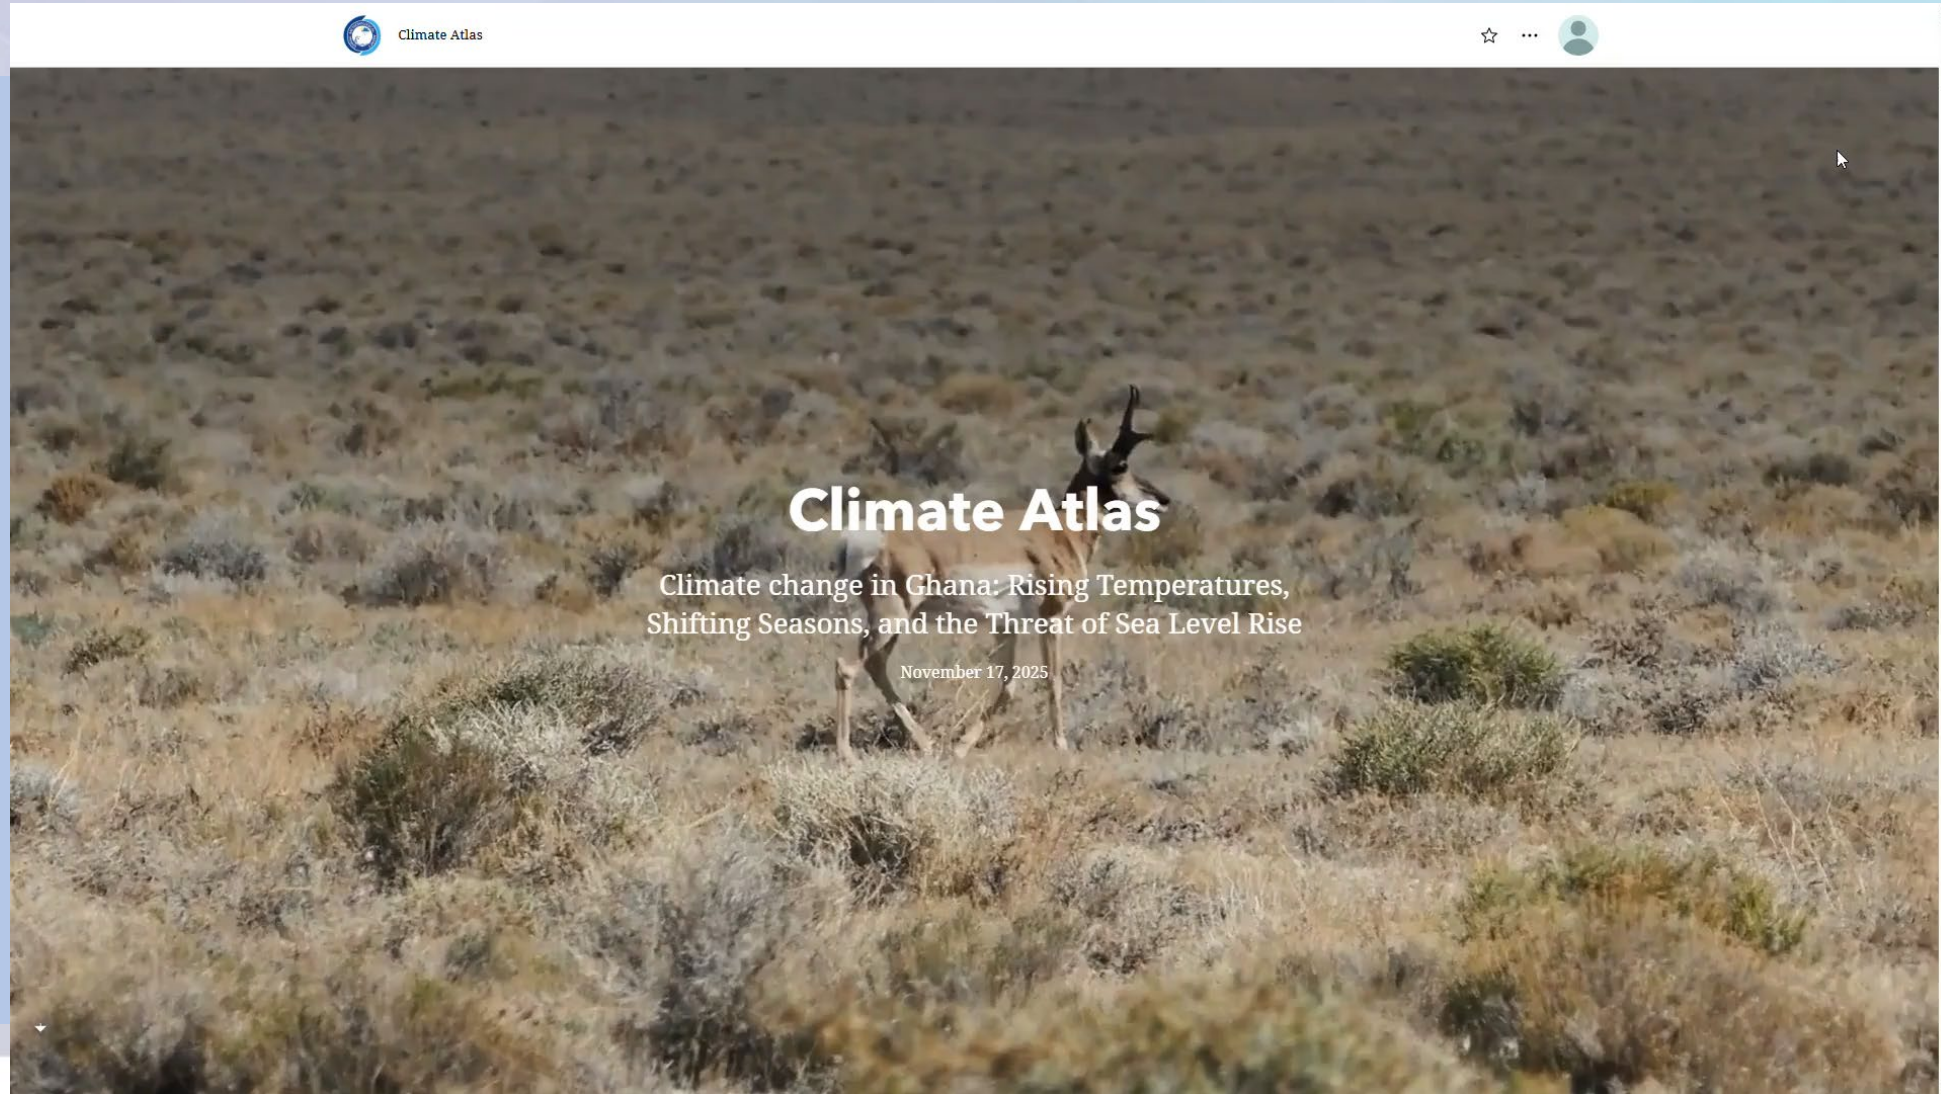 Climate Atlas
Climate Atlas
Climate change in Ghana: Rising Temperatures,
Shifting Seasons, and the Threat of Sea Level Rise
November 17, 2025